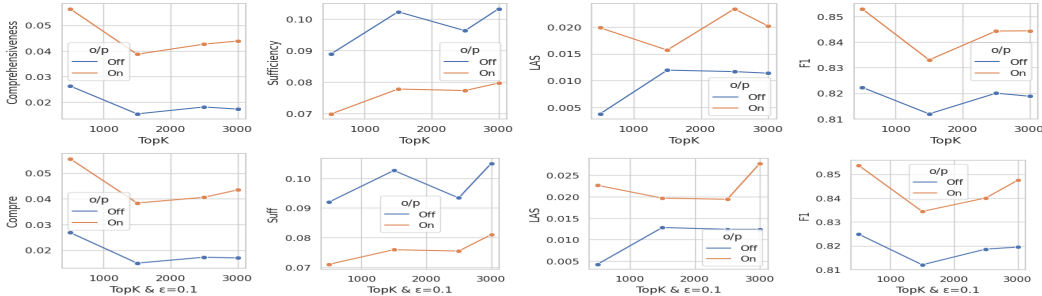 Comprehensiveness
0.05
0.04
0.03
0.02
o/p
Off
On
1000 2000 3000
TopK
Sufficiency
0.10
0.09
0.08
0.07
o/p
Off
On
1000 2000 3000
TopK
LAS
0.020
0.015
0.010
0.005
o/p
Off
On
1000 2000 3000
TopK
F1
0.85
0.84
0.83
0.82
0.81
o/p
Off
On
1000 2000 3000
TopK
Compre
0.05
0.04
0.03
0.02
o/p
Off
On
1000 2000 3000
TopK & ε=0.1
Suff
0.10
0.09
0.08
0.07
o/p
Off
On
1000 2000 3000
TopK & ε=0.1
LAS
0.025
0.020
0.015
0.010
0.005
o/p
Off
On
1000 2000 3000
TopK & ε=0.1
F1
0.85
0.84
0.83
0.82
0.81
o/p
Off
On
1000 2000 3000
TopK & ε=0.1